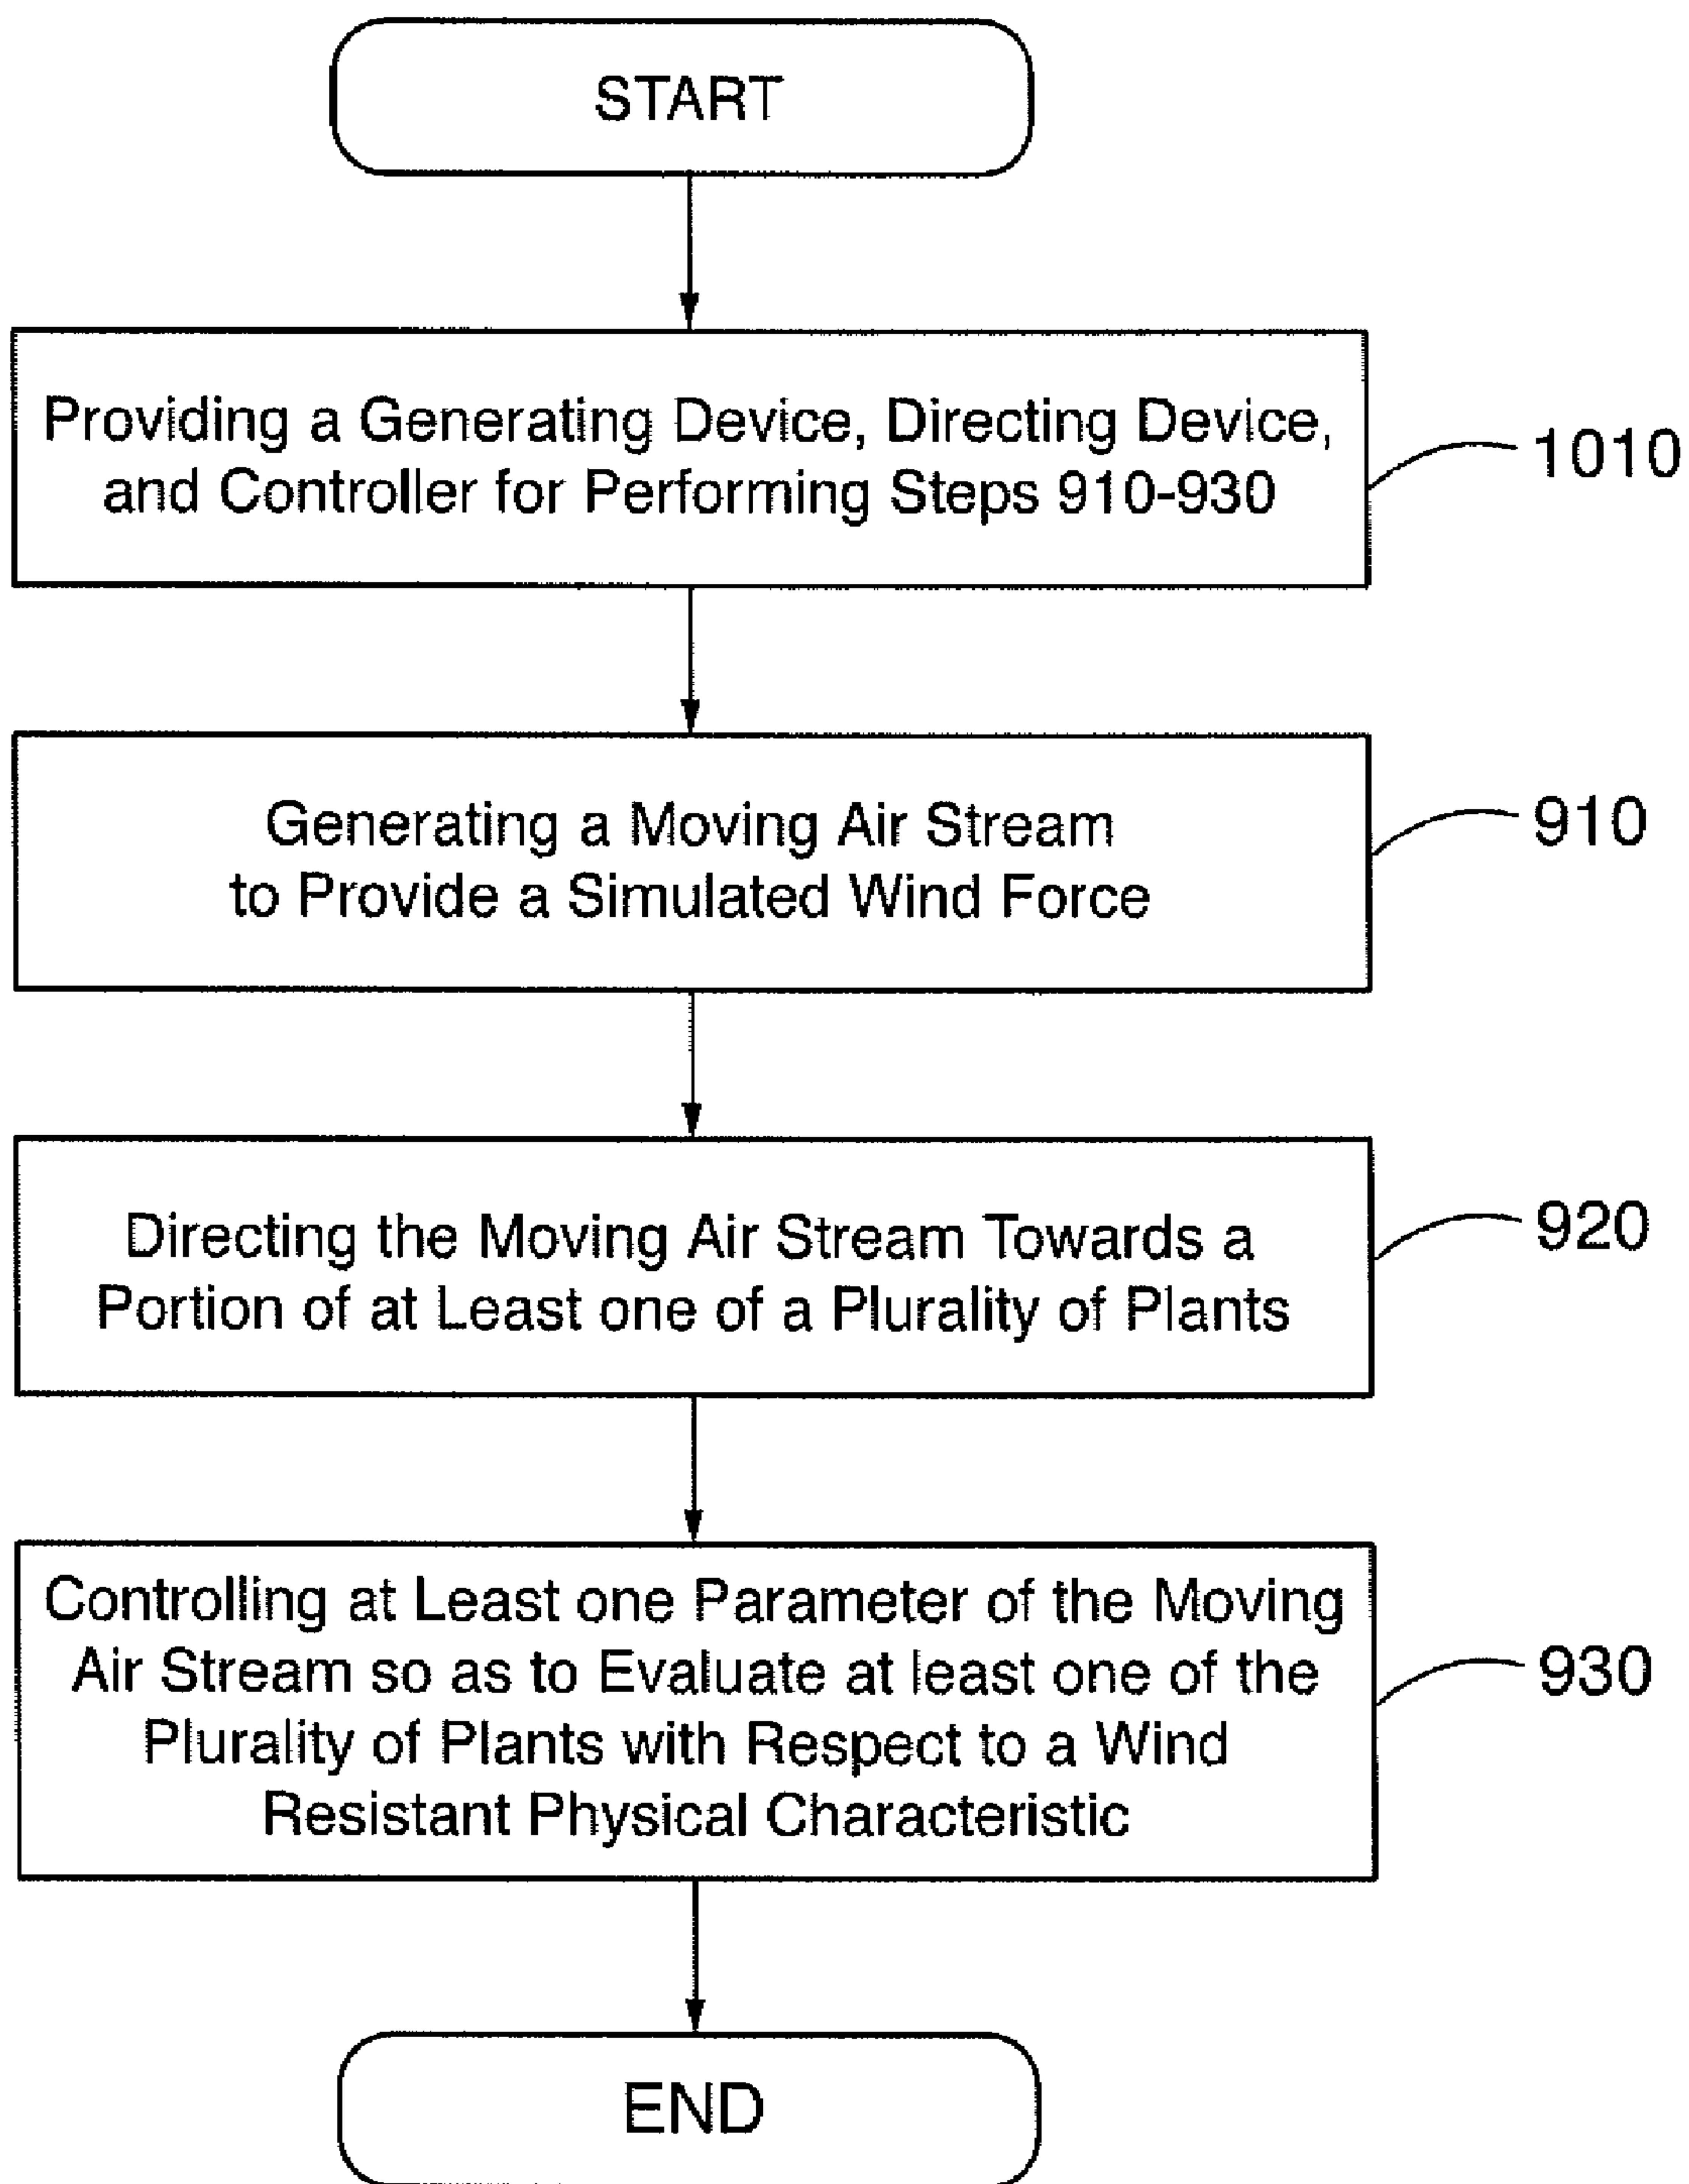 START
Providing a Generating Device, Directing Device,
and Controller for Performing Steps 910-930
1010
Generating a Moving Air Stream
to Provide a Simulated Wind Force
910
Directing the Moving Air Stream Towards a
Portion of at Least one of a Plurality of Plants
920
Controlling at Least one Parameter of the Moving
Air Stream so as to Evaluate at least one of the
Plurality of Plants with Respect to a Wind
Resistant Physical Characteristic
930
END